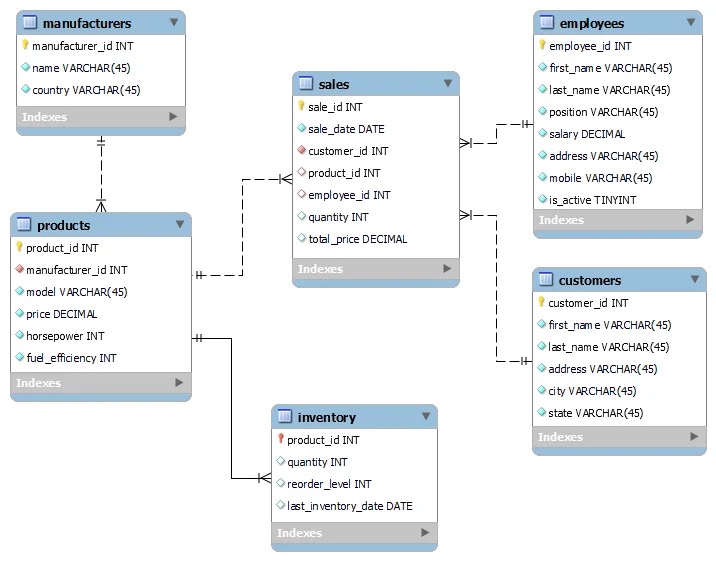 manufacturers
manufacturer_id INT
name VARCHAR(45)
country VARCHAR(45)
Indexes
products
product_id INT
manufacturer_id INT
model VARCHAR(45)
price DECIMAL
horsepower INT
fuel_efficiency INT
Indexes
sales
sale_id INT
sale_date DATE
customer_id INT
product_id INT
employee_id INT
quantity INT
total_price DECIMAL
Indexes
inventory
product_id INT
quantity INT
reorder_level INT
last_inventory_date DATE
Indexes
employees
employee_id INT
first_name VARCHAR(45)
last_name VARCHAR(45)
position VARCHAR(45)
salary DECIMAL
address VARCHAR(45)
mobile VARCHAR(45)
is_active TINYINT
Indexes
customers
customer_id INT
first_name VARCHAR(45)
last_name VARCHAR(45)
address VARCHAR(45)
city VARCHAR(45)
state VARCHAR(45)
Indexes